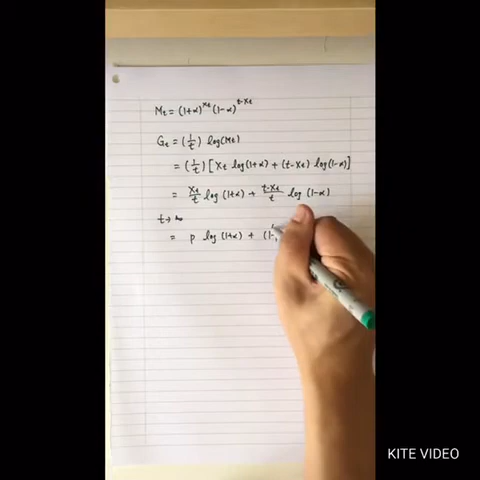 Mt = (1+α)^Xt (1-α)^t-Xt
Gt = (1/t) log(Mt)
= (1/t) [Xt log(1+α) + (t-Xt) log(1-α)]
= Xt/t log(1+α) + t-Xt/t log(1-α)
t→∞
= p log(1+α) + (1-
KITE VIDEO